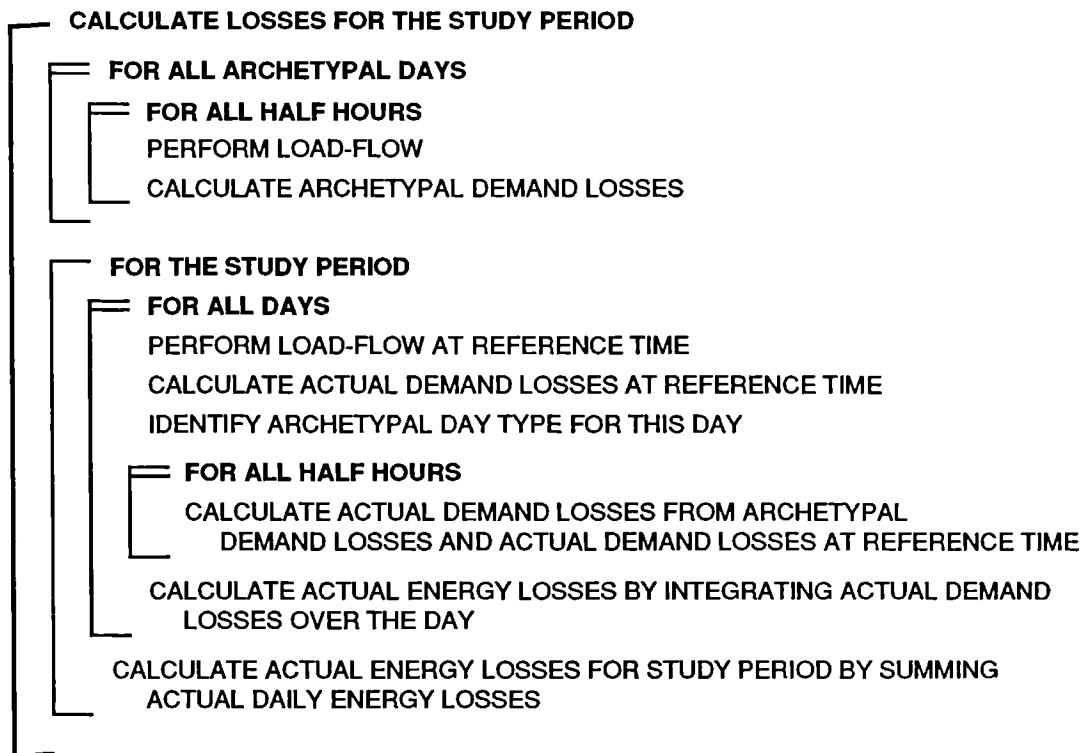 CALCULATE LOSSES FOR THE STUDY PERIOD
FOR ALL ARCHETYPAL DAYS
FOR ALL HALF HOURS
PERFORM LOAD-FLOW
CALCULATE ARCHETYPAL DEMAND LOSSES
FOR THE STUDY PERIOD
FOR ALL DAYS
PERFORM LOAD-FLOW AT REFERENCE TIME
CALCULATE ACTUAL DEMAND LOSSES AT REFERENCE TIME
IDENTIFY ARCHETYPAL DAY TYPE FOR THIS DAY
FOR ALL HALF HOURS
CALCULATE ACTUAL DEMAND LOSSES FROM ARCHETYPAL
DEMAND LOSSES AND ACTUAL DEMAND LOSSES AT REFERENCE TIME
CALCULATE ACTUAL ENERGY LOSSES BY INTEGRATING ACTUAL DEMAND
LOSSES OVER THE DAY
CALCULATE ACTUAL ENERGY LOSSES FOR STUDY PERIOD BY SUMMING
ACTUAL DAILY ENERGY LOSSES